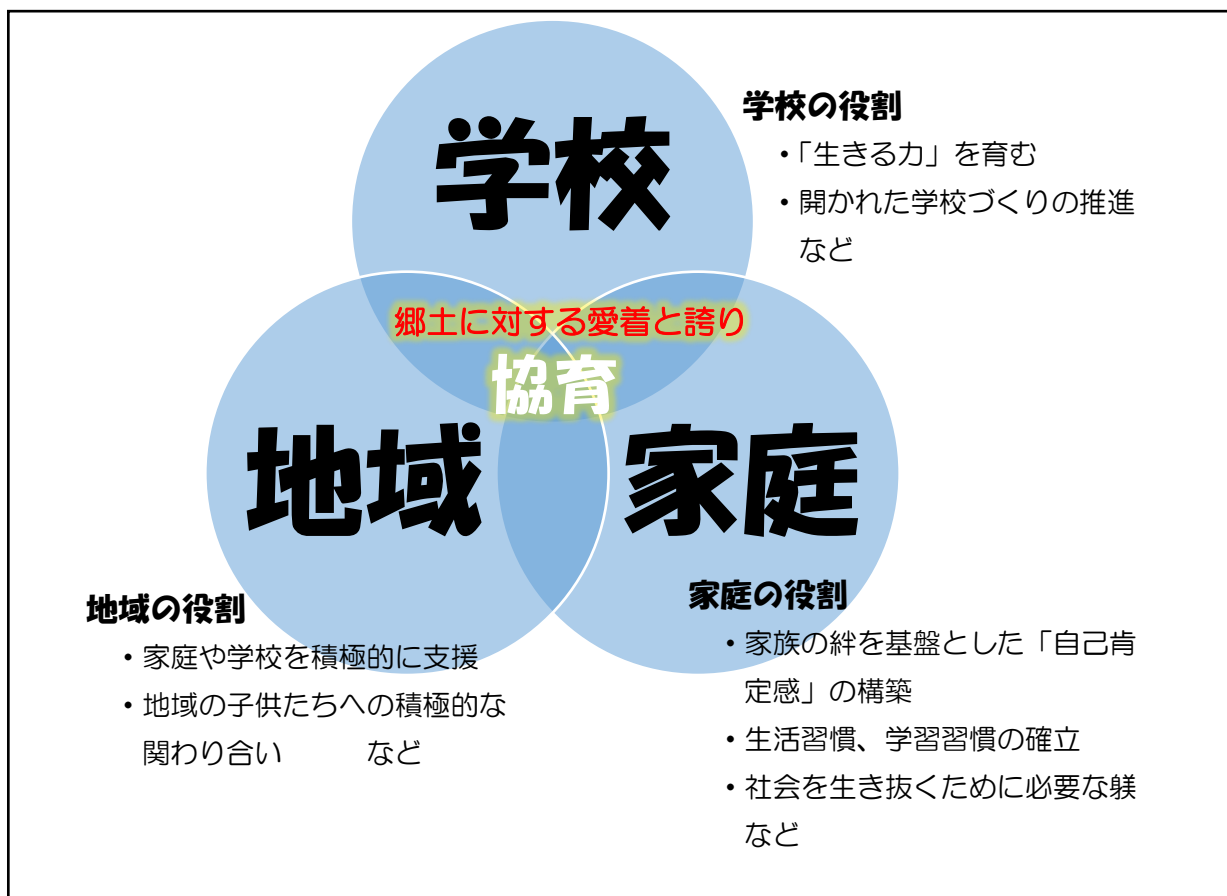 学校
学校の役割
・「生きる力」を育む
・開かれた学校づくりの推進
など
郷土に対する愛着と誇り
協育
地域
家庭
地域の役割
・家庭や学校を積極的に支援
・地域の子供たちへの積極的な
関わり合い　　　など
家庭の役割
・家族の絆を基盤とした「自己肯
定感」の構築
・生活習慣、学習習慣の確立
・社会を生き抜くために必要な躾
など